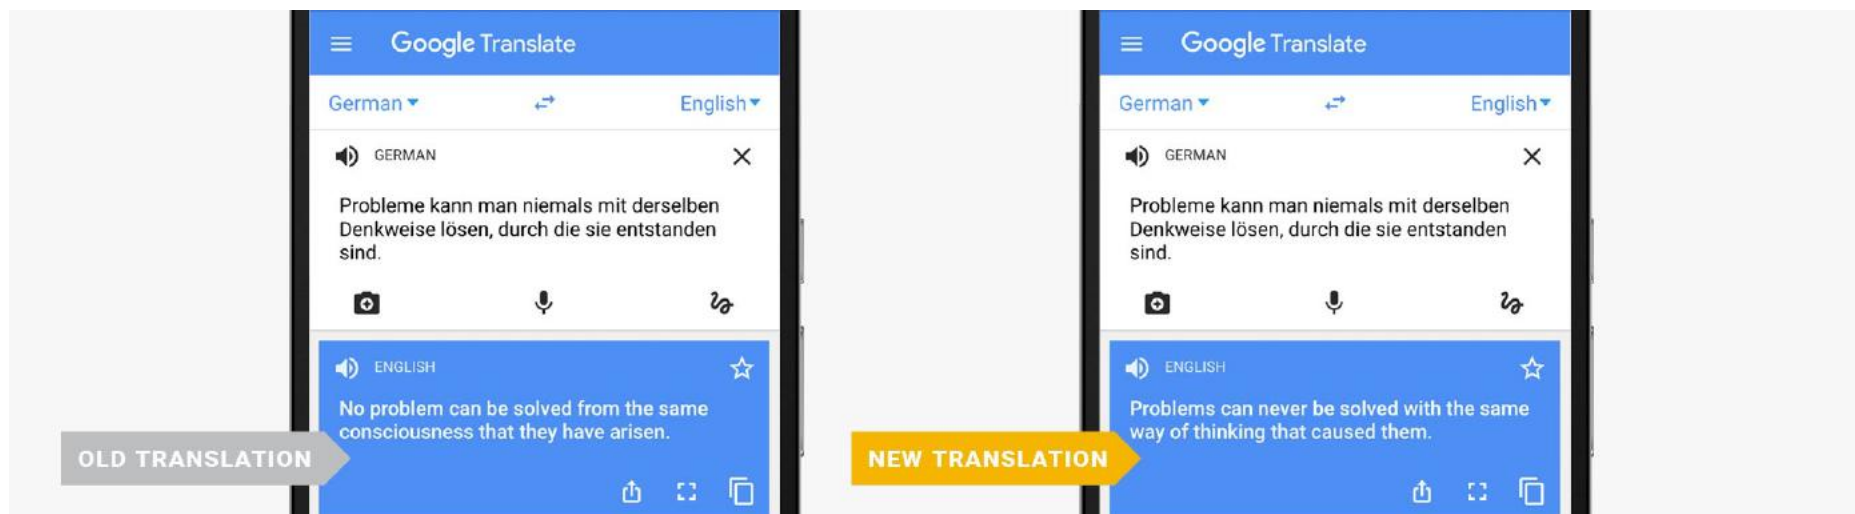 Google Translate
German
English
GERMAN
Probleme kann man niemals mit derselben
Denkweise lösen, durch die sie entstanden
sind.
ENGLISH
No problem can be solved from the same
consciousness that they have arisen.
OLD TRANSLATION
Google Translate
German
English
GERMAN
Probleme kann man niemals mit derselben
Denkweise lösen, durch die sie entstanden
sind.
ENGLISH
Problems can never be solved with the same
way of thinking that caused them.
NEW TRANSLATION